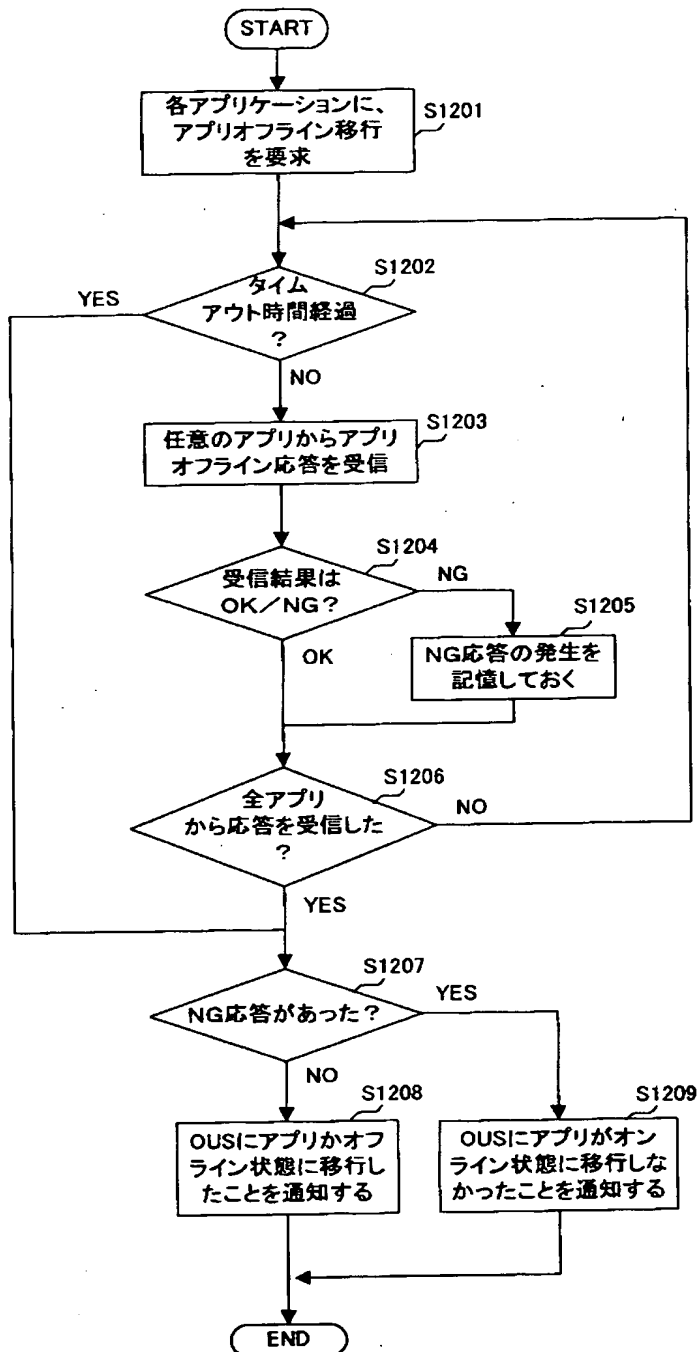 START
各アプリケーションに、
アプリオフライン移行
を要求
S1201
S1202
YES
タイム
アウト時間経過
?
NO
S1203
任意のアプリからアプリ
オフライン応答を受信
S1204
受信結果は
OK/NG?
NG
S1205
OK
NG応答の発生を
記憶しておく
S1206
全アプリ
から応答を受信した
?
NO
YES
S1207
NG応答があった?
YES
NO
S1208
S1209
OUSにアプリかオフ
ライン状態に移行し
たことを通知する
OUSにアプリがオン
ライン状態に移行しな
かったことを通知する
END